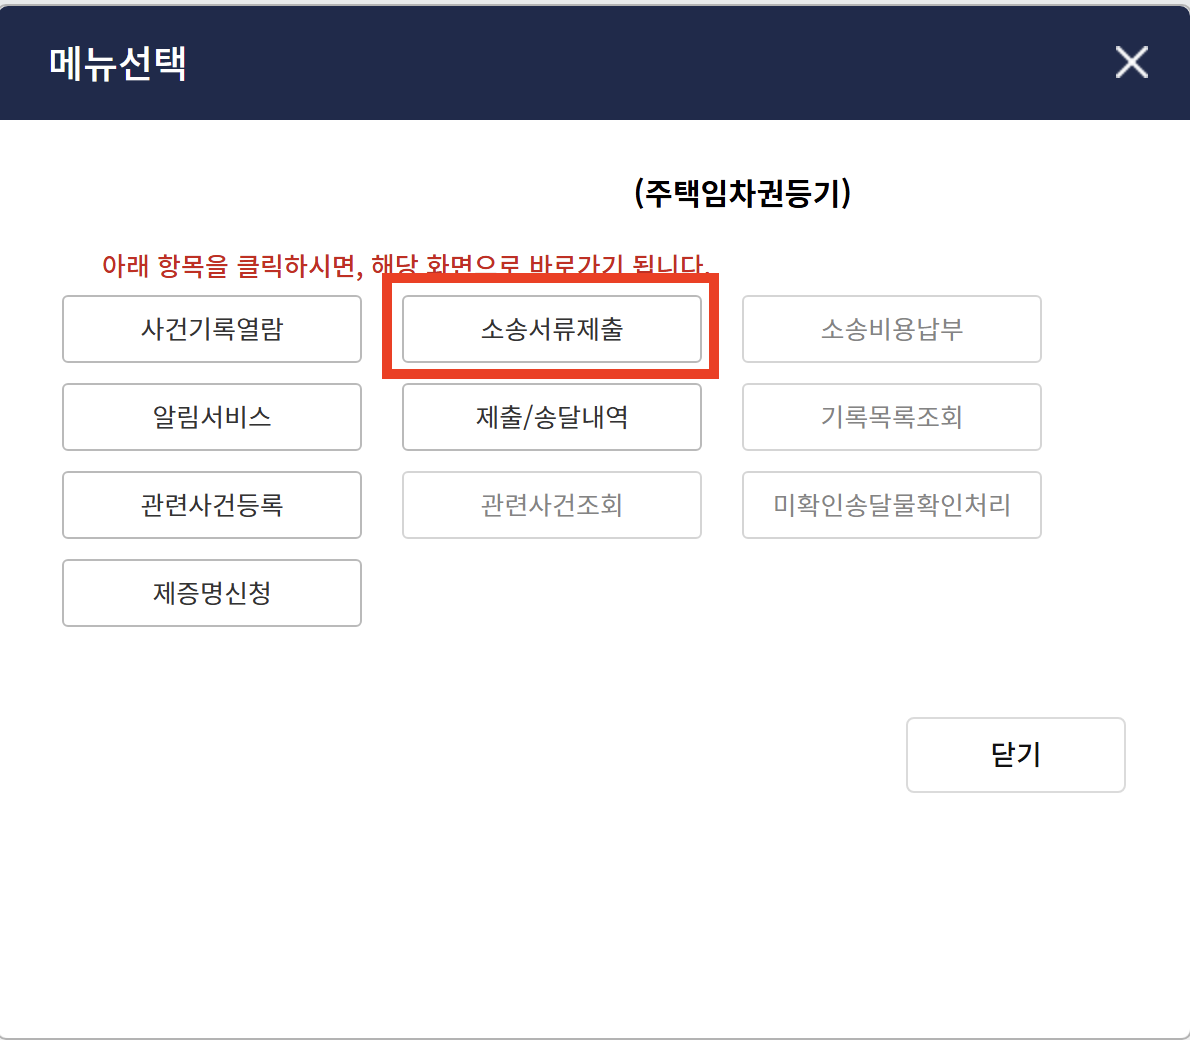 메뉴선택
(주택임차권등기)
아래 항목을 클릭하시면, 해당 화면으로 바로가기 됩니다.
사건기록열람 소송서류제출 소송비용납부
알림서비스 제출/송달내역 기록목록조회
관련사건등록 관련사건조회 미확인송달물확인처리
제증명신청
닫기